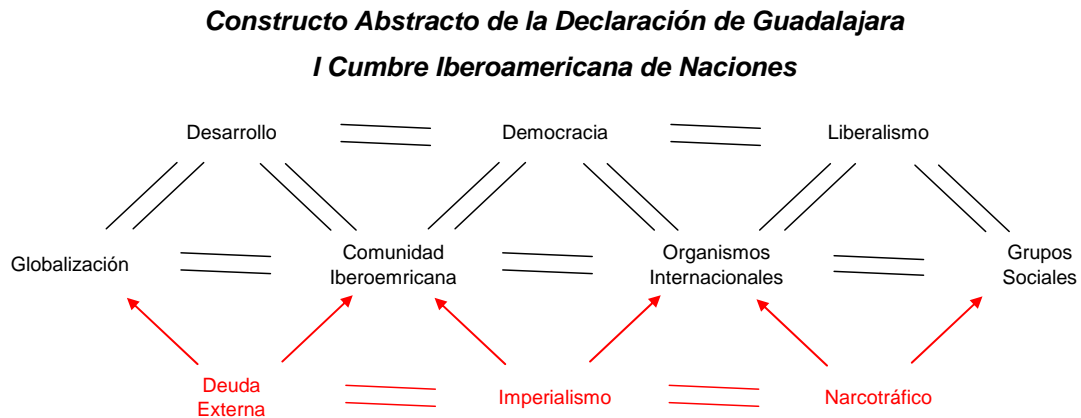 Constructo Abstracto de la Declaración de Guadalajara
I Cumbre Iberoamericana de Naciones
Desarrollo
Democracia
Liberalismo
Globalización
Comunidad
Iberoemricana
Organismos
Internacionales
Grupos
Sociales
Deuda
Externa
Imperialismo
Narcotráfico